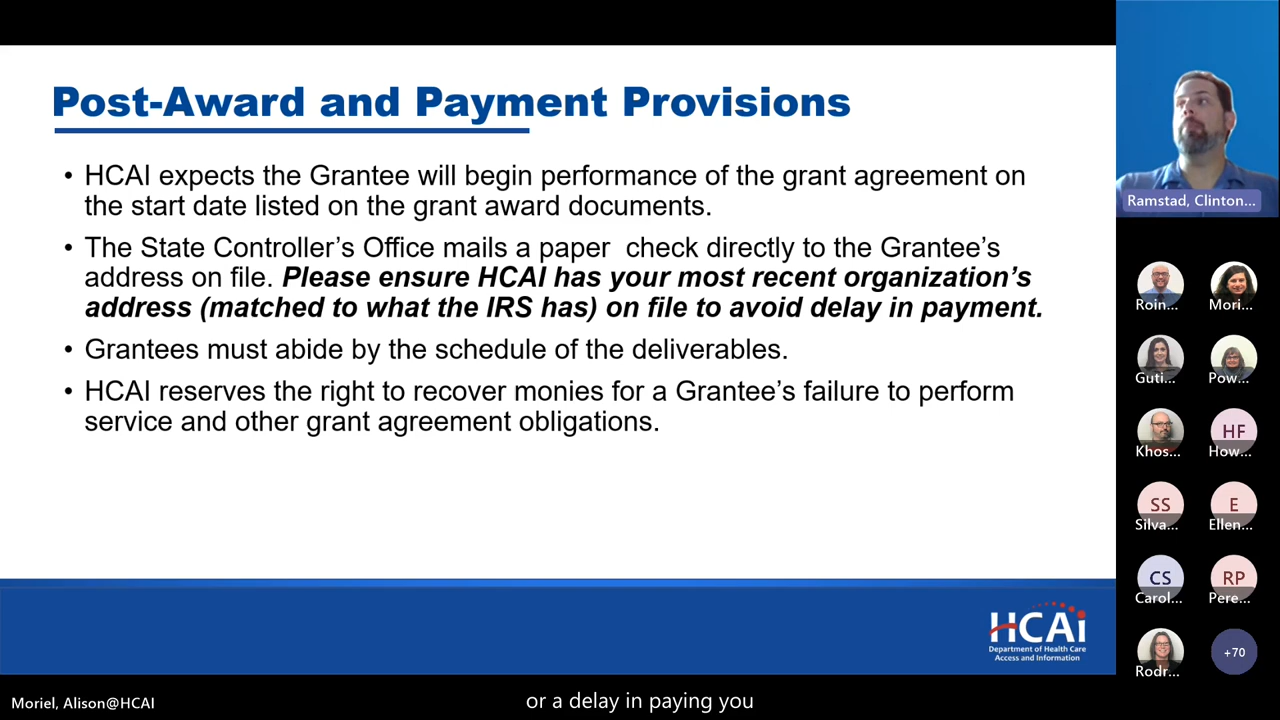 Post-Award and Payment Provisions
• HCAI expects the Grantee will begin performance of the grant agreement on
the start date listed on the grant award documents.
• The State Controller’s Office mails a paper  check directly to the Grantee’s
address on file. Please ensure HCAI has your most recent organization’s
address (matched to what the IRS has) on file to avoid delay in payment.
• Grantees must abide by the schedule of the deliverables.
• HCAI reserves the right to recover monies for a Grantee’s failure to perform
service and other grant agreement obligations.
HCAi
Department of Health Care
Access and Information
Ramstad, Clinton...
Roin...
Mori...
Guti...
Pow...
Khos...
HF
How...
SS
Silva...
E
Ellen...
CS
Carol...
RP
Pere...
Rodr...
+70
Moriel, Alison@HCAI
or a delay in paying you